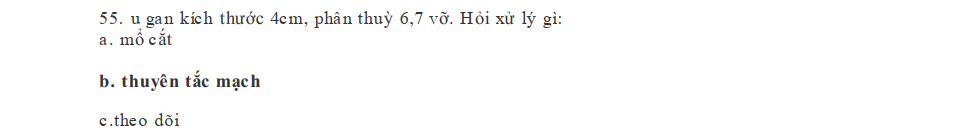 55. u gan kích thước 4cm, phân thuỳ 6,7 vỡ. Hỏi xử lý gì:
a. mổ cắt
b. thuyên tắc mạch
c.theo dõi